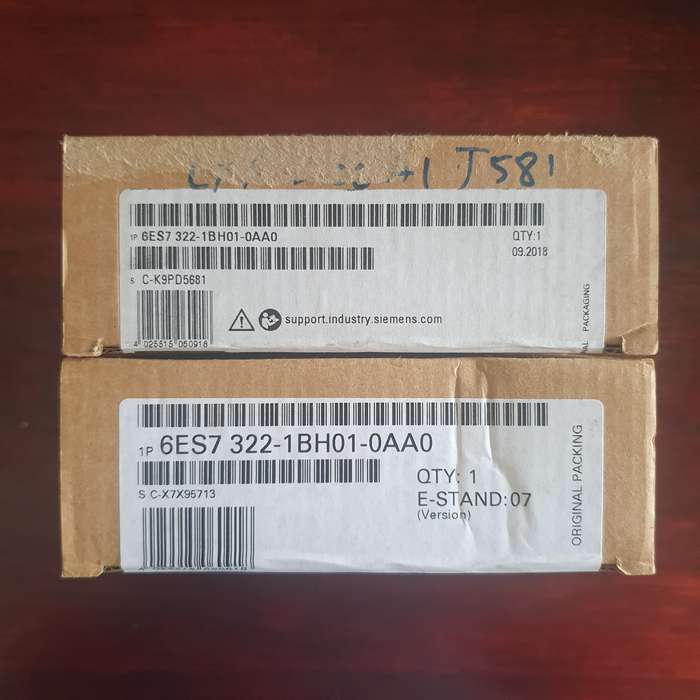 J581
1P 6ES7 322-1BH01-0AA0
QTY:1
09.2018
S C-K9PD5681
support.industry.siemens.com
4 025515 060918
ORIGINAL PACKAGING
1P 6ES7 322-1BH01-0AA0
QTY: 1
S C-X7X95713
E-STAND:07
(Version)
ORIGINAL PACKING